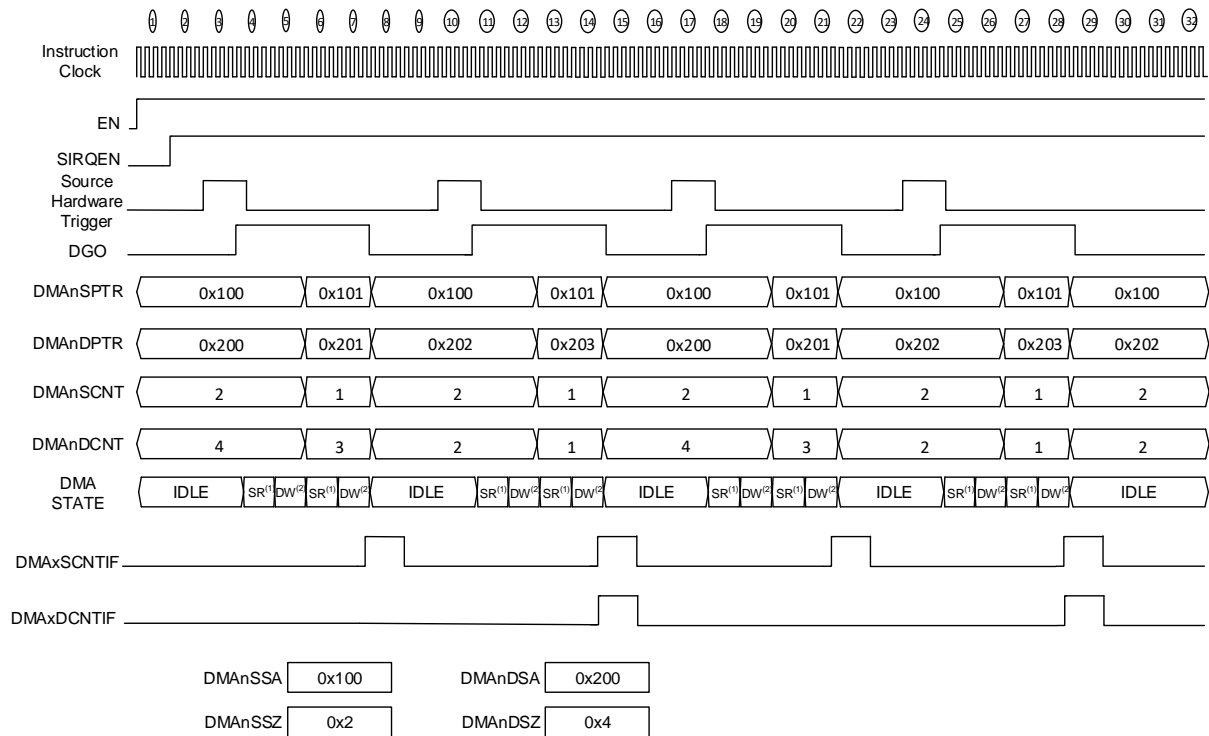 1 2 3 4 5 6 7 8 9 10 11 12 13 14 15 16 17 18 19 20 21 22 23 24 25 26 27 28 29 30 31 32
Instruction
Clock
EN
SIRQEN
Source
Hardware
Trigger
DGO
DMAnSPTR 0x100 0x101 0x100 0x101 0x100 0x101 0x100 0x101 0x100
DMAnDPTR 0x200 0x201 0x202 0x203 0x200 0x201 0x202 0x203 0x202
DMAnSCNT 2 1 2 1 2 1 2 1 2
DMAnDCNT 4 3 2 1 4 3 2 1 2
DMA
STATE IDLE SR(1) DW(2) SR(1) DW(2) IDLE SR(1) DW(2) SR(1) DW(2) IDLE SR(1) DW(2) SR(1) DW(2) IDLE SR(1) DW(2) SR(1) DW(2) IDLE
DMAxSCNTIF
DMAxDCNTIF
DMAnSSA 0x100 DMAnDSA 0x200
DMAnSSZ 0x2 DMAnDSZ 0x4